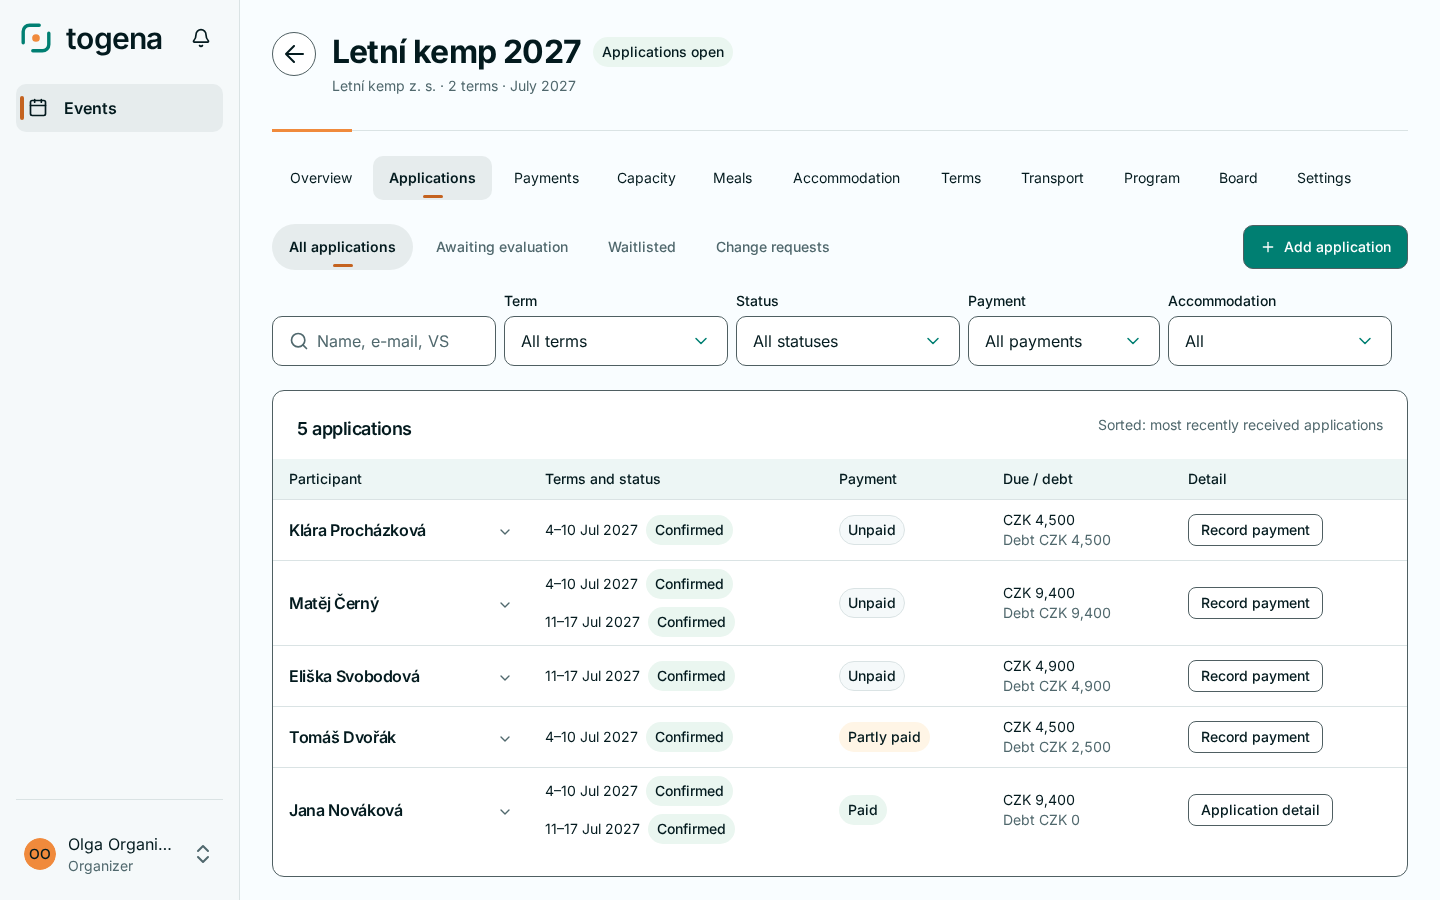 togena
Events
Letní kemp 2027
Applications open
Letní kemp z. s. · 2 terms · July 2027
Overview
Applications
Payments
Capacity
Meals
Accommodation
Terms
Transport
Program
Board
Settings
All applications
Awaiting evaluation
Waitlisted
Change requests
+ Add application
Term
Status
Payment
Accommodation
Name, e-mail, VS
All terms
All statuses
All payments
All
5 applications
Sorted: most recently received applications
Participant
Terms and status
Payment
Due / debt
Detail
Klára Procházková
4–10 Jul 2027 Confirmed
Unpaid
CZK 4,500
Debt CZK 4,500
Record payment
Matěj Černý
4–10 Jul 2027 Confirmed
11–17 Jul 2027 Confirmed
Unpaid
CZK 9,400
Debt CZK 9,400
Record payment
Eliška Svobodová
11–17 Jul 2027 Confirmed
Unpaid
CZK 4,900
Debt CZK 4,900
Record payment
Tomáš Dvořák
4–10 Jul 2027 Confirmed
Partly paid
CZK 4,500
Debt CZK 2,500
Record payment
Jana Nováková
4–10 Jul 2027 Confirmed
11–17 Jul 2027 Confirmed
Paid
CZK 9,400
Debt CZK 0
Application detail
OO
Olga Organi...
Organizer